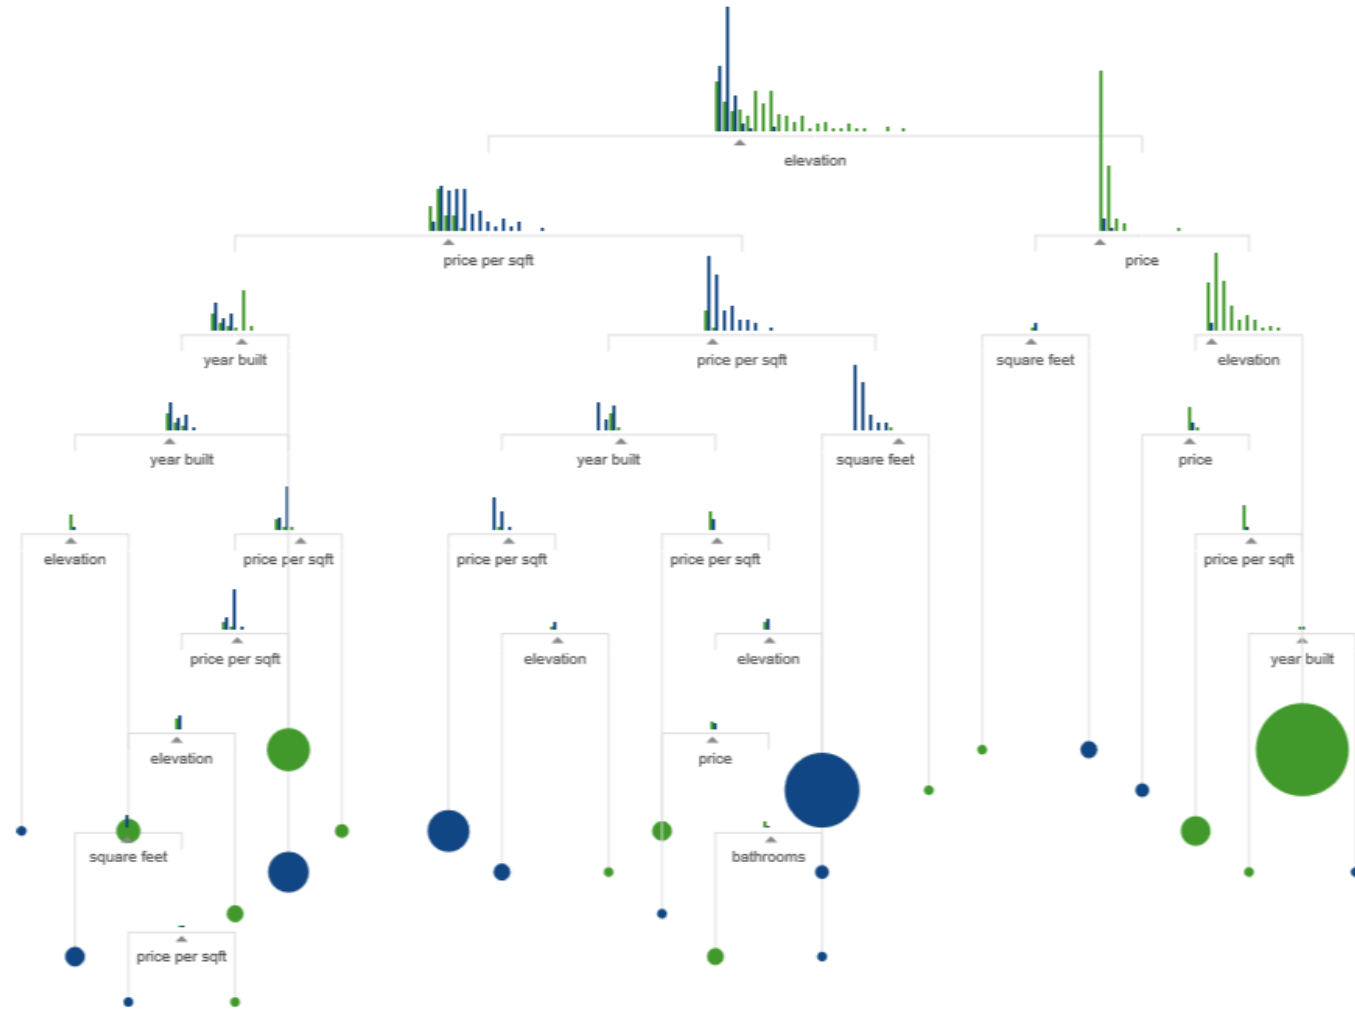 elevation
price per sqft
price
year built
price per sqft
square feet
elevation
year built
year built
square feet
price
elevation
price per sqft
price per sqft
price per sqft
price per sqft
price per sqft
elevation
elevation
year built
elevation
price
square feet
bathrooms
price per sqft